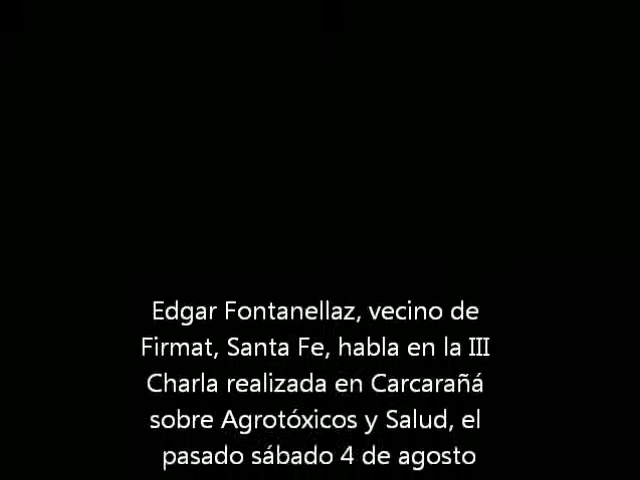 Edgar Fontanellaz, vecino de
Firmat, Santa Fe, habla en la III
Charla realizada en Carcarañá
sobre Agrotóxicos y Salud, el
pasado sábado 4 de agosto